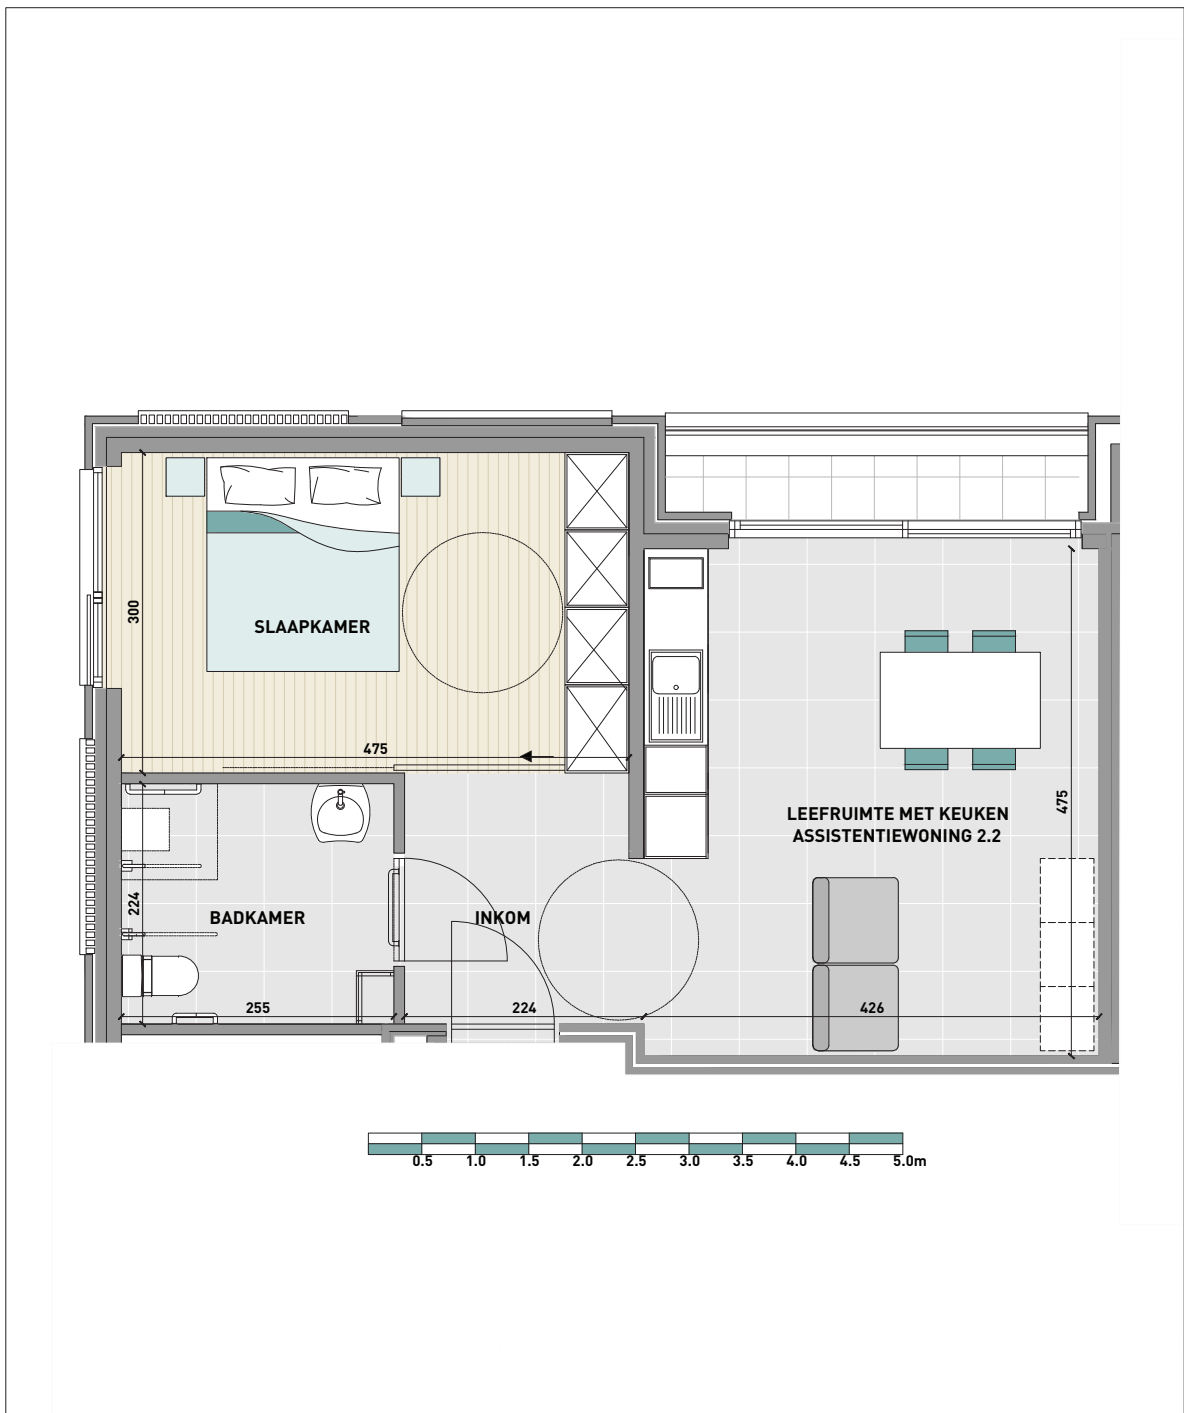 300
SLAAPKAMER
475
LEEFRUIMTE MET KEUKEN
ASSISTENTIEWONING 2.2
475
224
BADKAMER
INKOM
255
224
426
0.5 1.0 1.5 2.0 2.5 3.0 3.5 4.0 4.5 5.0m